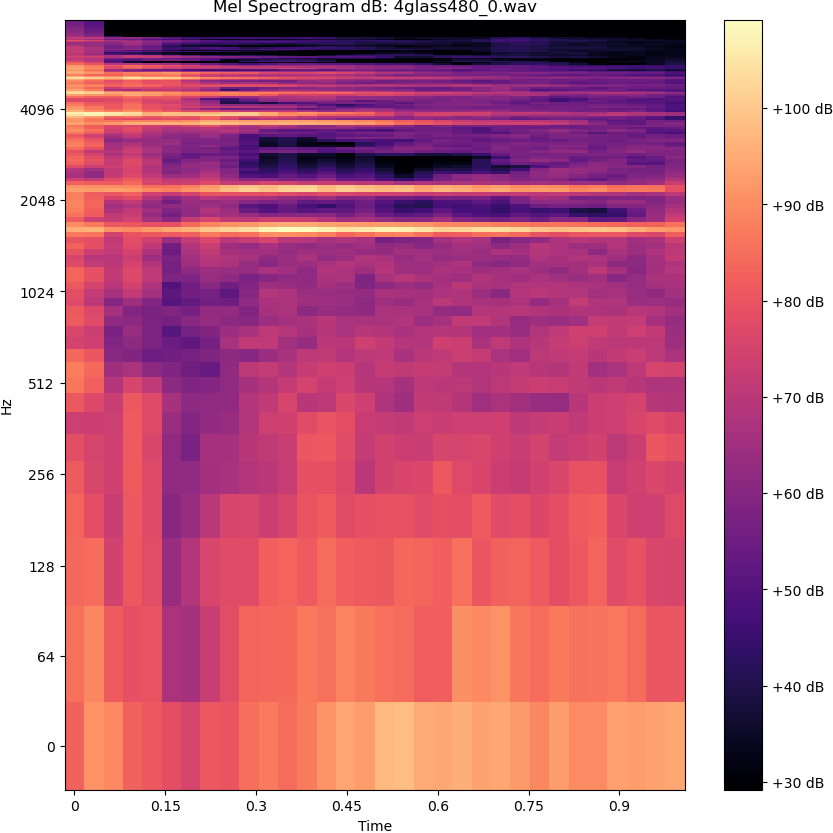 Mel Spectrogram dB: 4glass480_0.wav
4096
2048
1024
512
256
128
64
0
Hz
0 0.15 0.3 0.45 0.6 0.75 0.9
Time
+100 dB
+90 dB
+80 dB
+70 dB
+60 dB
+50 dB
+40 dB
+30 dB